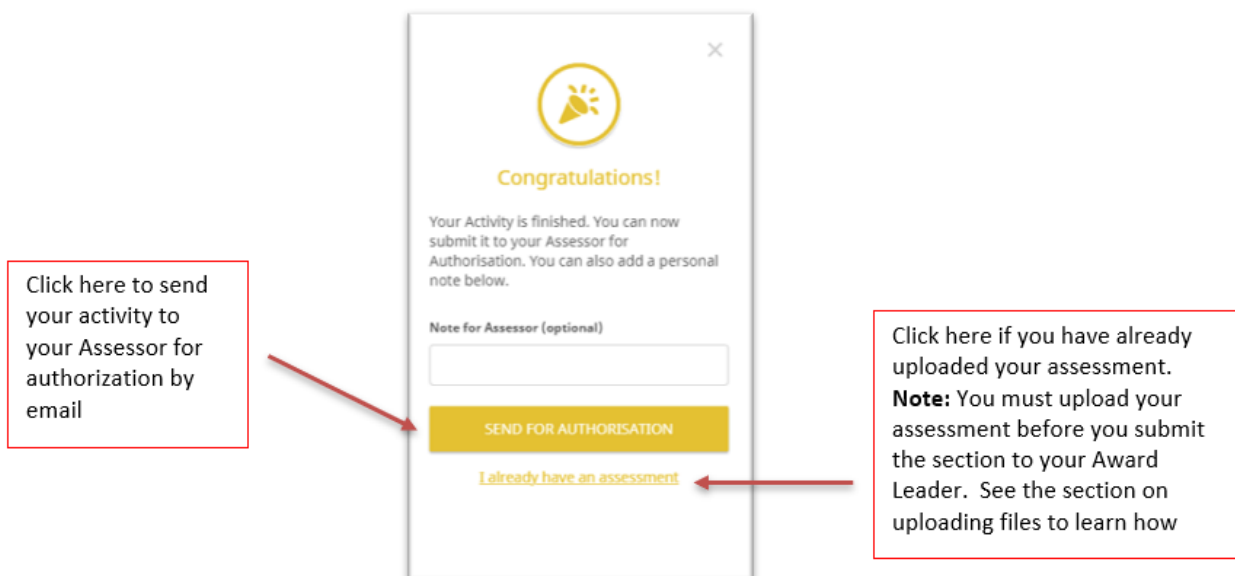 Congratulations!
Your Activity is finished. You can now
submit it to your Assessor for
Authorisation. You can also add a personal
note below.
Note for Assessor (optional)
SEND FOR AUTHORISATION
I already have an assessment
Click here to send
your activity to
your Assessor for
authorization by
email
Click here if you have already
uploaded your assessment.
Note: You must upload your
assessment before you submit
the section to your Award
Leader. See the section on
uploading files to learn how